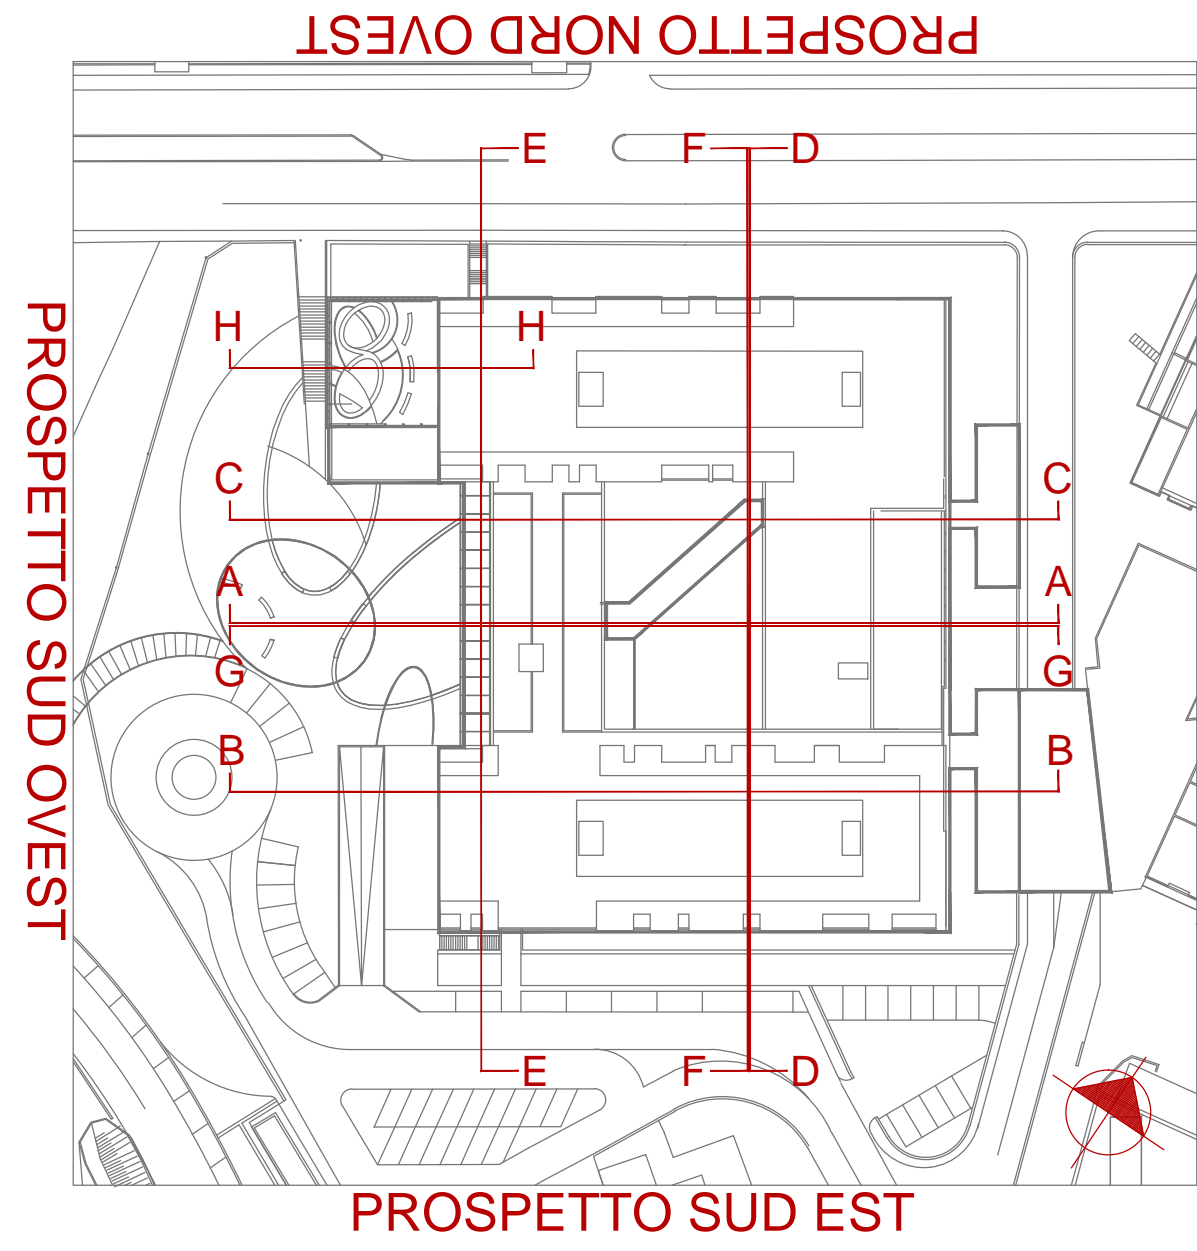 PROSPETTO NORD OVEST
E
F D
H H
PROSPETTO SUD OVEST
C C
A A
G G
B B
E
F D
PROSPETTO SUD EST